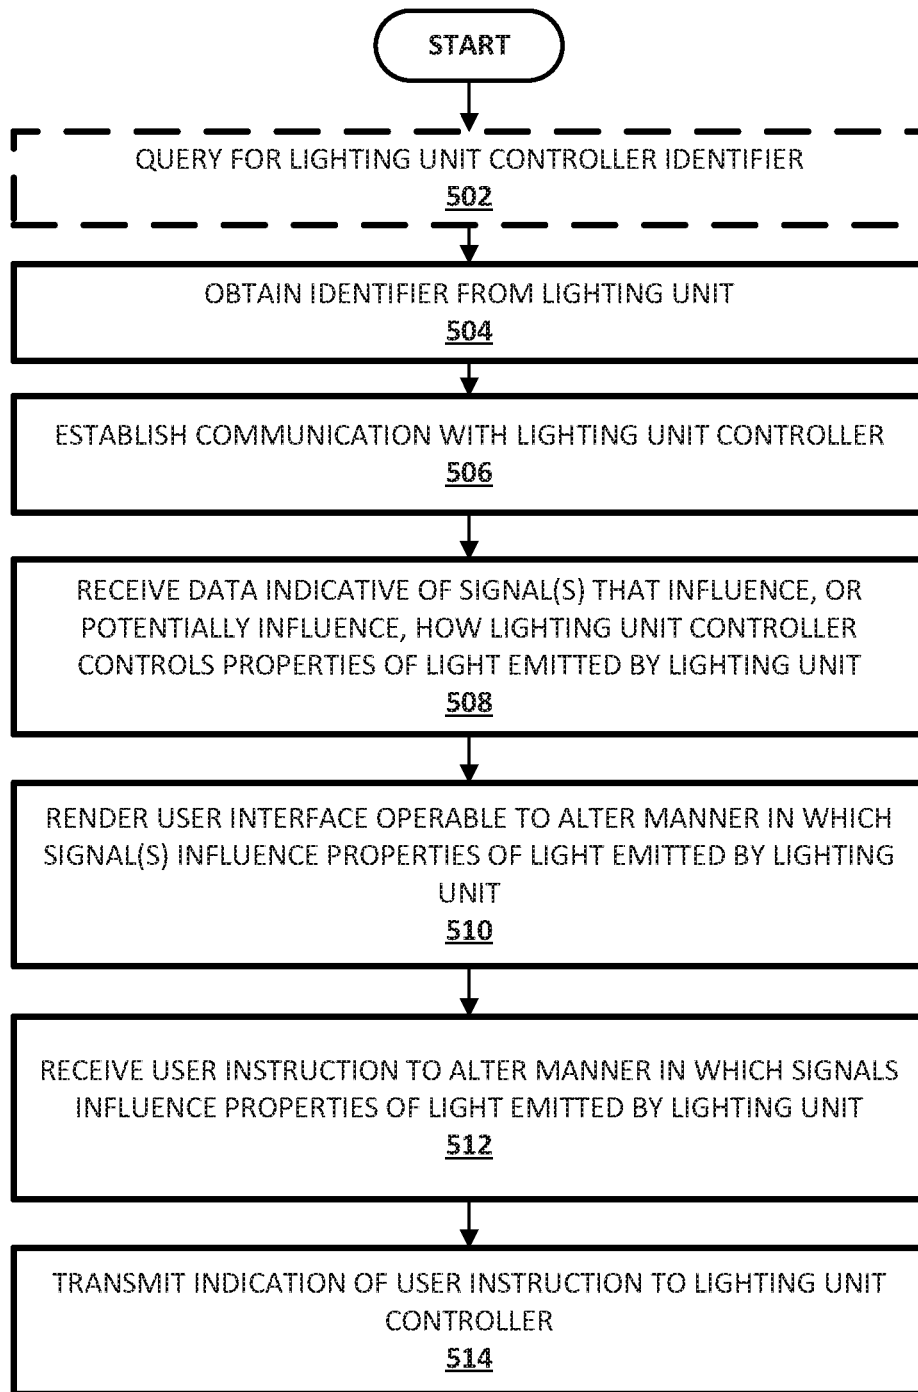 START
QUERY FOR LIGHTING UNIT CONTROLLER IDENTIFIER
502
OBTAIN IDENTIFIER FROM LIGHTING UNIT
504
ESTABLISH COMMUNICATION WITH LIGHTING UNIT CONTROLLER
506
RECEIVE DATA INDICATIVE OF SIGNAL(S) THAT INFLUENCE, OR
POTENTIALLY INFLUENCE, HOW LIGHTING UNIT CONTROLLER
CONTROLS PROPERTIES OF LIGHT EMITTED BY LIGHTING UNIT
508
RENDER USER INTERFACE OPERABLE TO ALTER MANNER IN WHICH
SIGNAL(S) INFLUENCE PROPERTIES OF LIGHT EMITTED BY LIGHTING
UNIT
510
RECEIVE USER INSTRUCTION TO ALTER MANNER IN WHICH SIGNALS
INFLUENCE PROPERTIES OF LIGHT EMITTED BY LIGHTING UNIT
512
TRANSMIT INDICATION OF USER INSTRUCTION TO LIGHTING UNIT
CONTROLLER
514